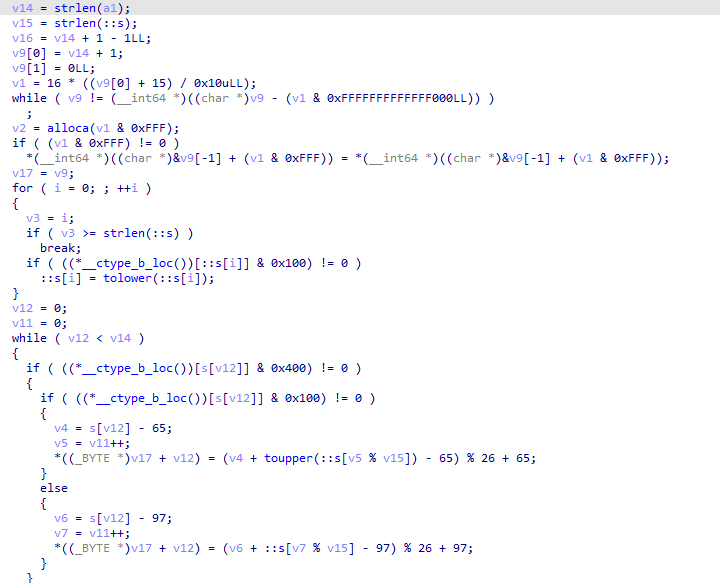 v14 = strlen(a1);
v15 = strlen(::s);
v16 = v14 + 1 - 1LL;
v9[0] = v14 + 1;
v9[1] = 0LL;
v1 = 16 * ((v9[0] + 15) / 0x10uLL);
while ( v9 != (__int64 *)((char *)v9 - (v1 & 0xFFFFFFFFFFFFF000LL)) )
;
v2 = alloca(v1 & 0xFFF);
if ( (v1 & 0xFFF) != 0 )
*(__int64 *)((char *)&v9[-1] + (v1 & 0xFFF)) = *(__int64 *)((char *)&v9[-1] + (v1 & 0xFFF));
v17 = v9;
for ( i = 0; ; ++i )
{
v3 = i;
if ( v3 >= strlen(::s) )
break;
if ( ((*__ctype_b_loc())[::s[i]] & 0x100) != 0 )
::s[i] = tolower(::s[i]);
}
v12 = 0;
v11 = 0;
while ( v12 < v14 )
{
if ( ((*__ctype_b_loc())[s[v12]] & 0x400) != 0 )
{
if ( ((*__ctype_b_loc())[s[v12]] & 0x100) != 0 )
{
v4 = s[v12] - 65;
v5 = v11++;
*((_BYTE *)v17 + v12) = (v4 + toupper(::s[v5 % v15]) - 65) % 26 + 65;
}
else
{
v6 = s[v12] - 97;
v7 = v11++;
*((_BYTE *)v17 + v12) = (v6 + ::s[v7 % v15] - 97) % 26 + 97;
}
}